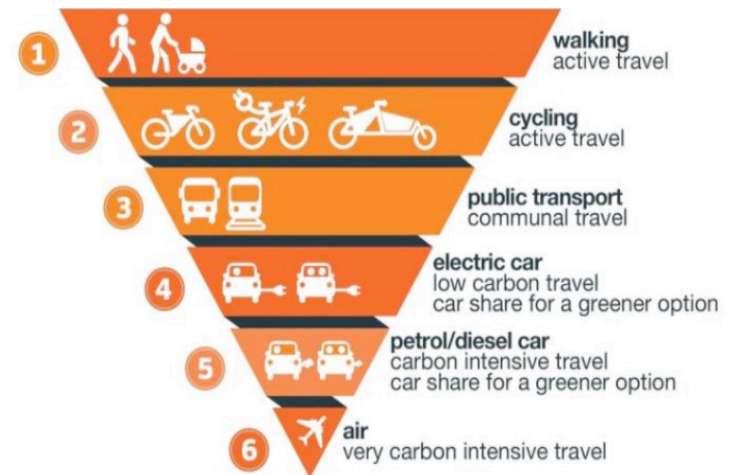 1
walking
active travel
2
cycling
active travel
3
public transport
communal travel
4
electric car
low carbon travel
car share for a greener option
5
petrol/diesel car
carbon intensive travel
car share for a greener option
6
air
very carbon intensive travel